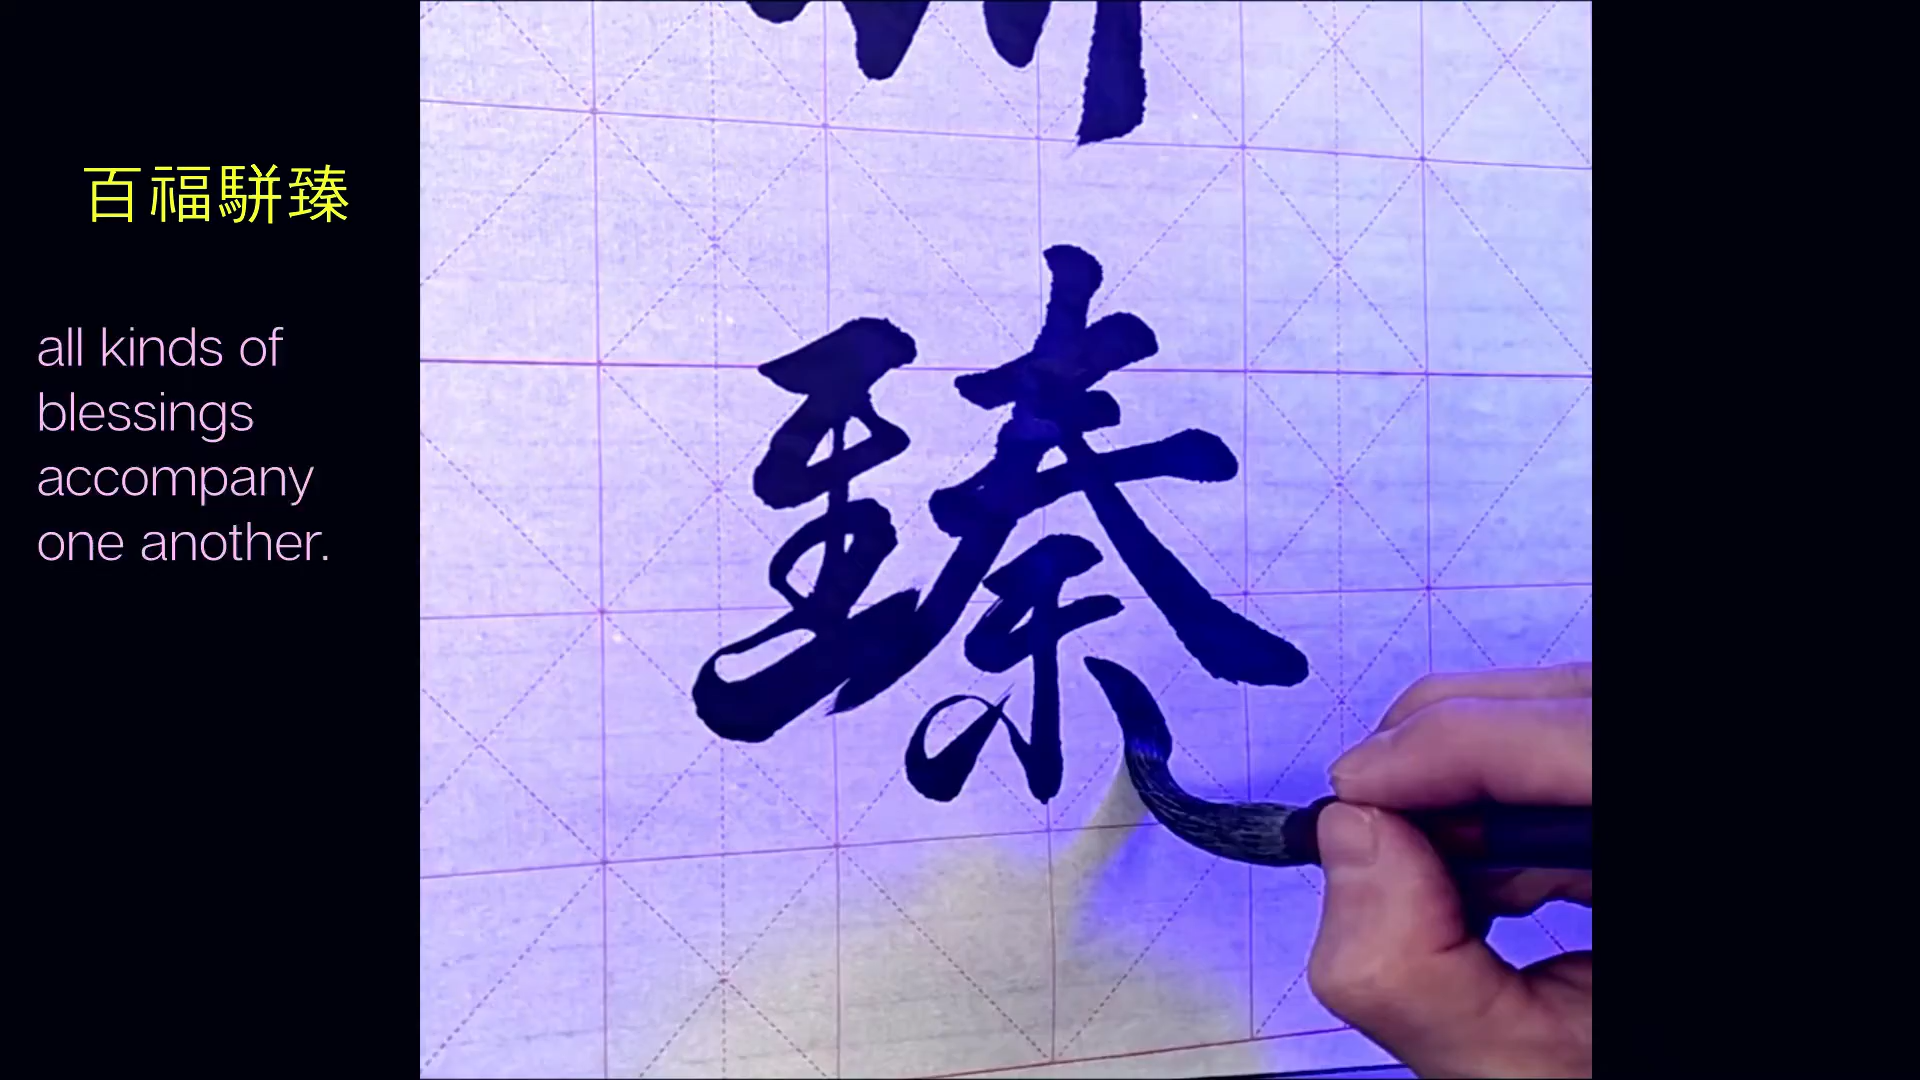 百福駢臻
all kinds of
blessings
accompany
one another.
臻